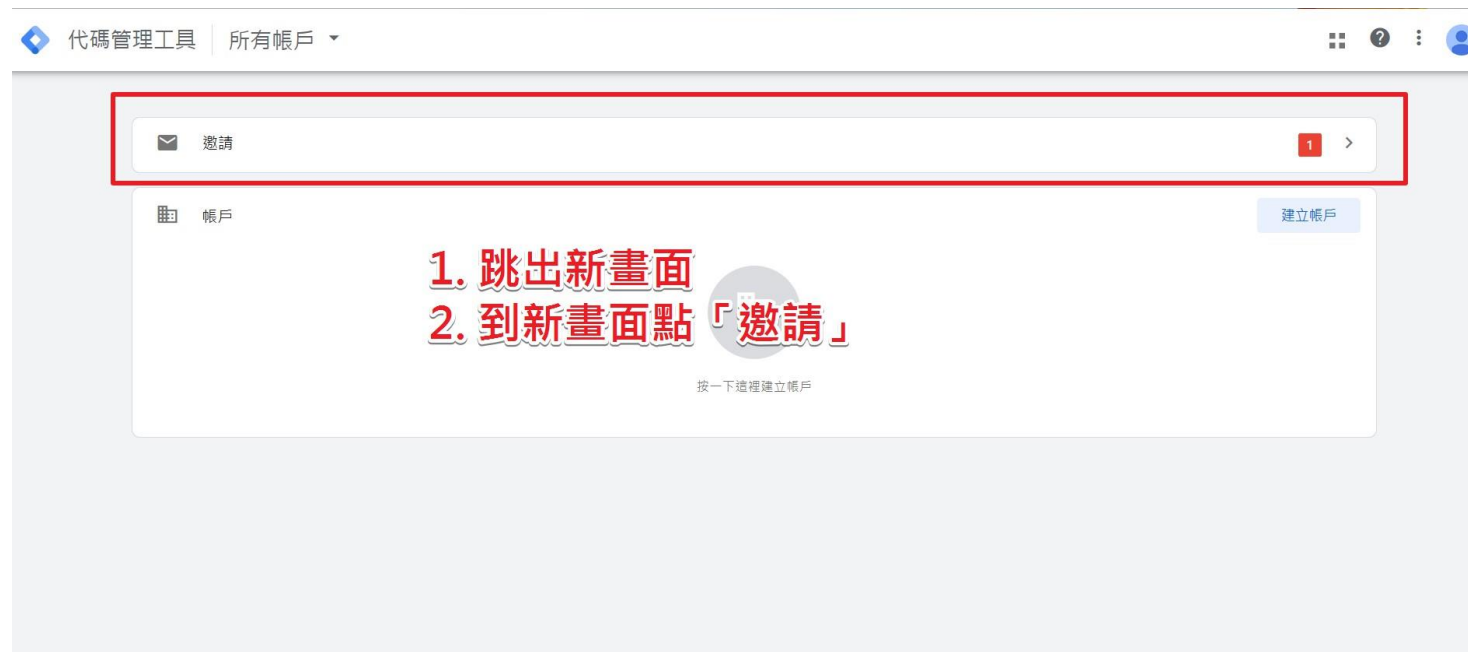 代碼管理工具 所有帳戶
邀請 1
帳戶 建立帳戶
1. 跳出新畫面
2. 到新畫面點「邀請」
按一下這裡建立帳戶